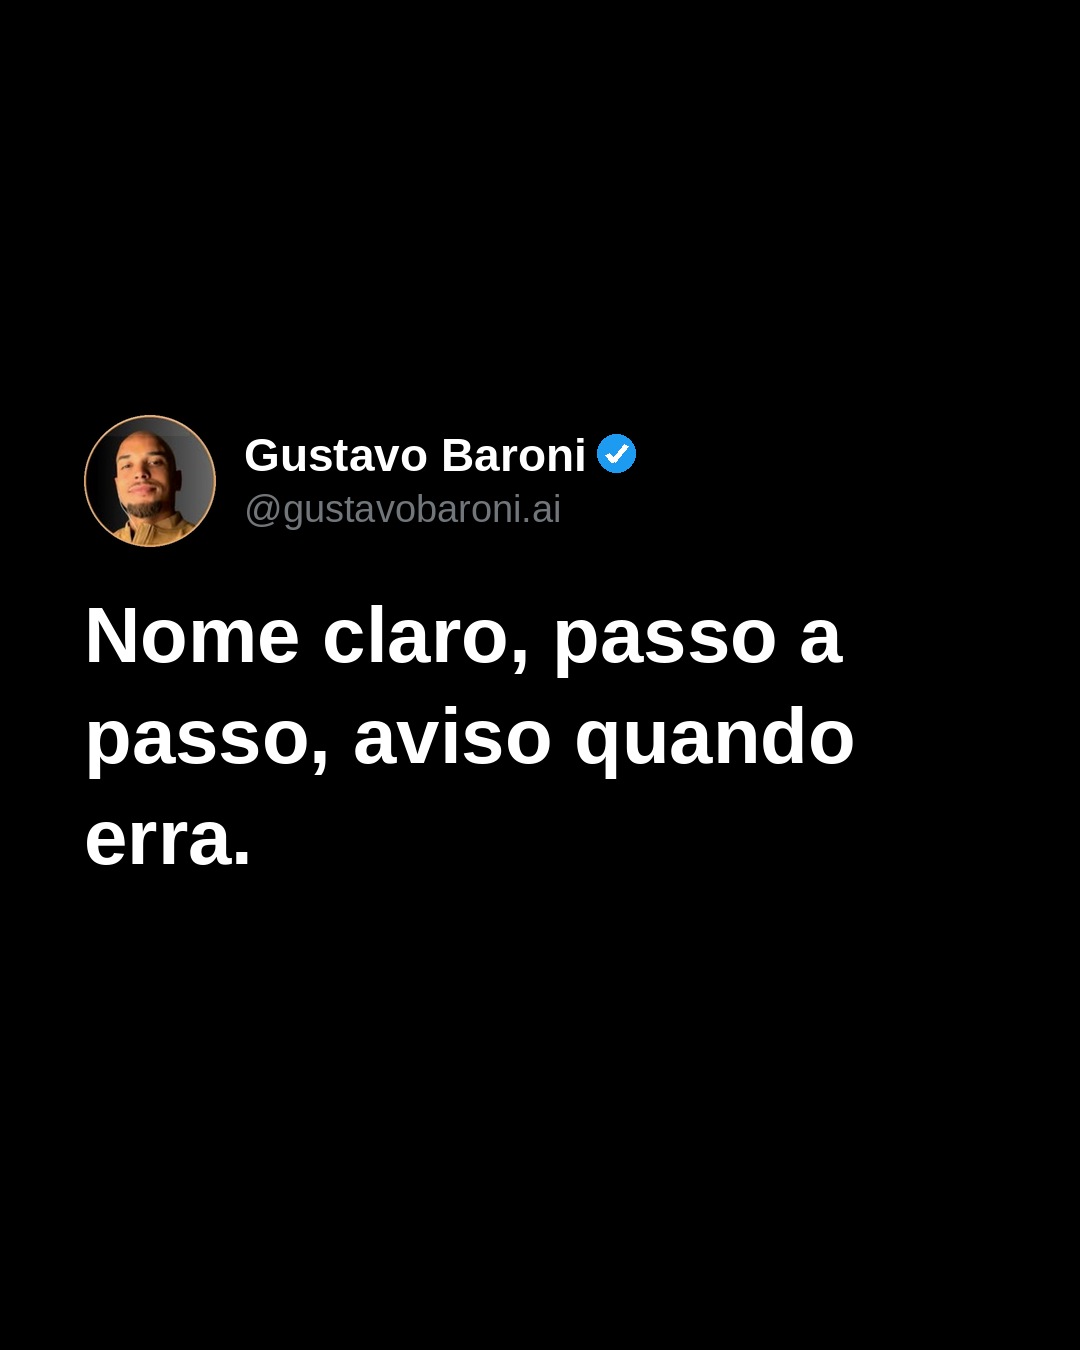 Gustavo Baroni
@gustavobaroni.ai
Nome claro, passo a
passo, aviso quando
erra.